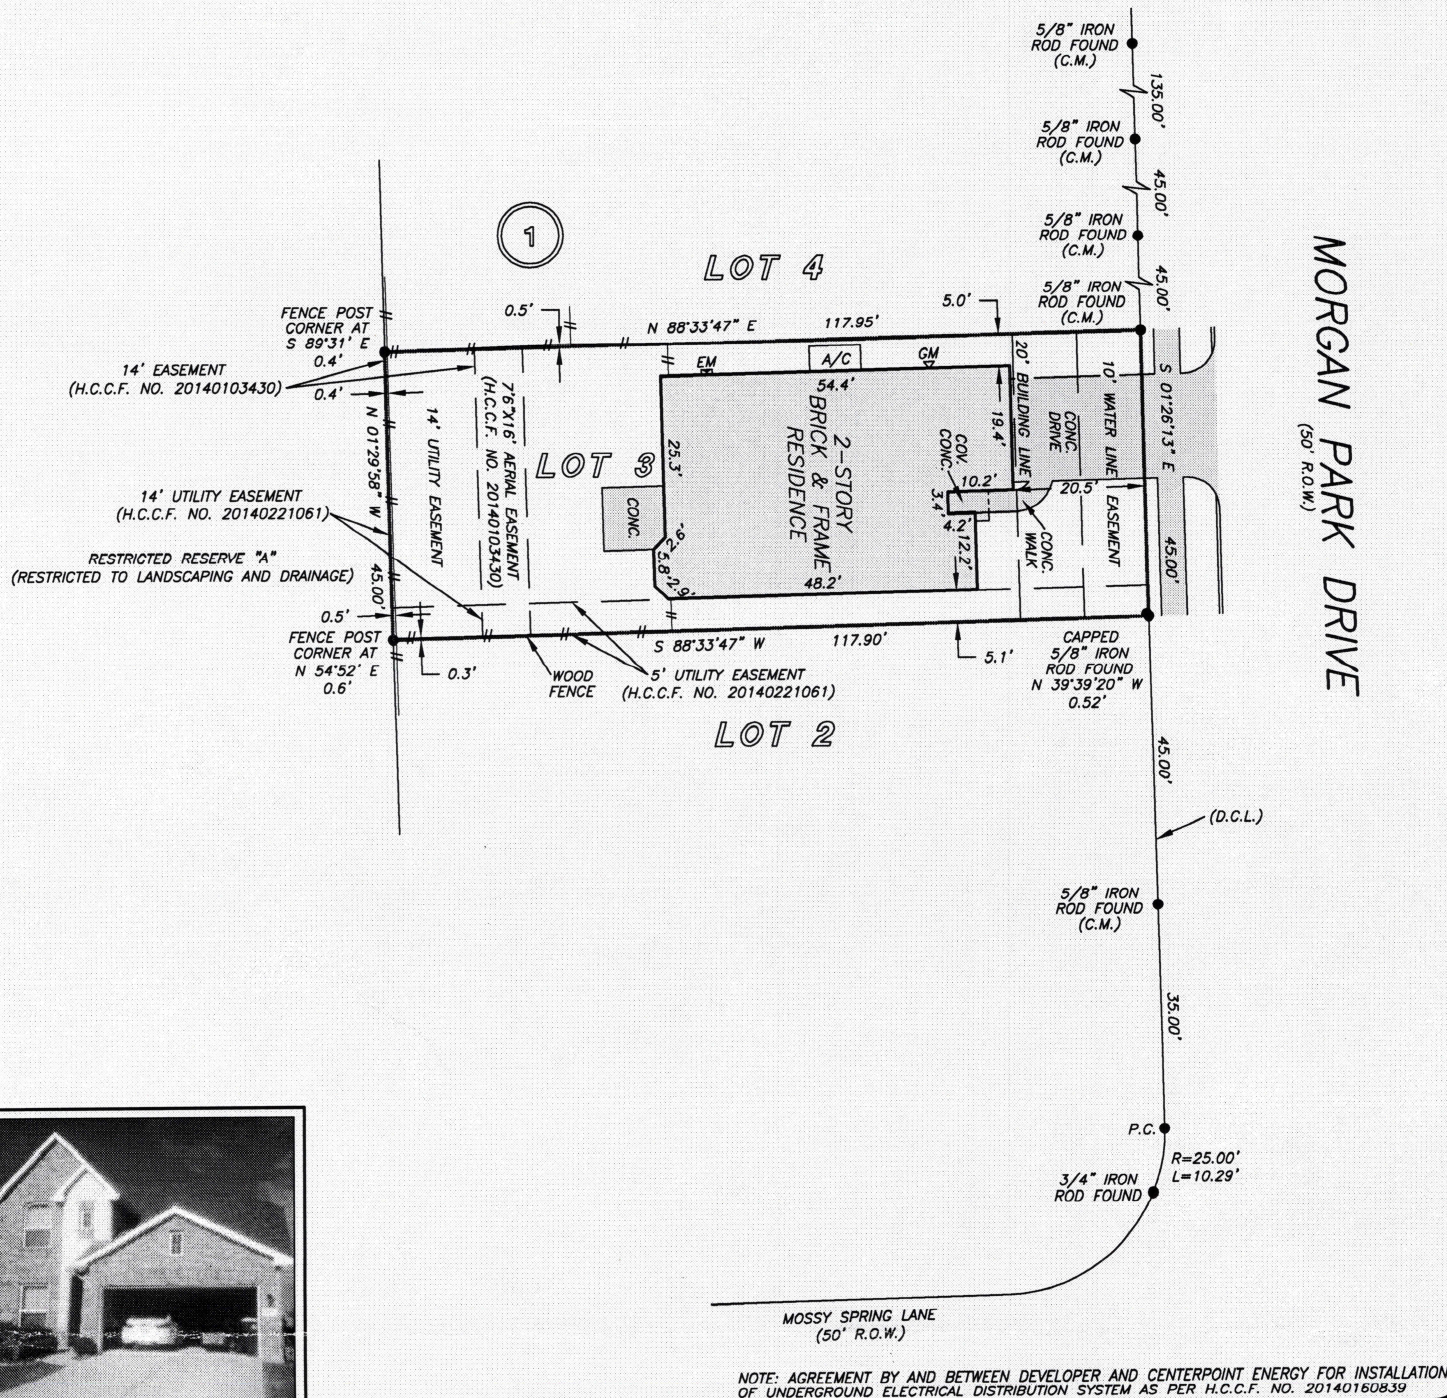 5/8" IRON
ROD FOUND
(C.M.)
135.00'
5/8" IRON
ROD FOUND
(C.M.)
45.00'
5/8" IRON
ROD FOUND
(C.M.)
45.00'
5/8" IRON
ROD FOUND
(C.M.)
1
LOT 4
MORGAN PARK DRIVE
(50' R.O.W.)
FENCE POST
CORNER AT
S 89°31' E
0.4'
0.5'
N 88°33'47" E
117.95'
5.0'
14' EASEMENT
(H.C.C.F. NO. 20140103430)
0.4'
N 01°29'58" W
45.00'
14' UTILITY EASEMENT
7'6"X16' AERIAL EASEMENT
(H.C.C.F. NO. 20140103430)
LOT 3
EM
A/C
GM
54.4'
2-STORY
BRICK & FRAME
RESIDENCE
25.3'
CONC.
2.6'
5.8'
2.9'
48.2'
19.4'
COV.
CONC.
10.2'
3.4'
4.2'
12.2'
20' BUILDING LINE
CONC.
DRIVE
10' WATER LINE
EASEMENT
20.5'
CONC.
WALK
S 01°26'13" E
45.00'
14' UTILITY EASEMENT
(H.C.C.F. NO. 20140221061)
RESTRICTED RESERVE "A"
(RESTRICTED TO LANDSCAPING AND DRAINAGE)
0.5'
FENCE POST
CORNER AT
N 54°52' E
0.6'
0.3'
WOOD
FENCE
S 88°33'47" W
117.90'
5' UTILITY EASEMENT
(H.C.C.F. NO. 20140221061)
5.1'
CAPPED
5/8" IRON
ROD FOUND
N 39°39'20" W
0.52'
LOT 2
45.00'
(D.C.L.)
5/8" IRON
ROD FOUND
(C.M.)
35.00'
P.C.
R=25.00'
L=10.29'
3/4" IRON
ROD FOUND
MOSSY SPRING LANE
(50' R.O.W.)
NOTE: AGREEMENT BY AND BETWEEN DEVELOPER AND CENTERPOINT ENERGY FOR INSTALLATION
OF UNDERGROUND ELECTRICAL DISTRIBUTION SYSTEM AS PER H.C.C.F. NO. 20140160839